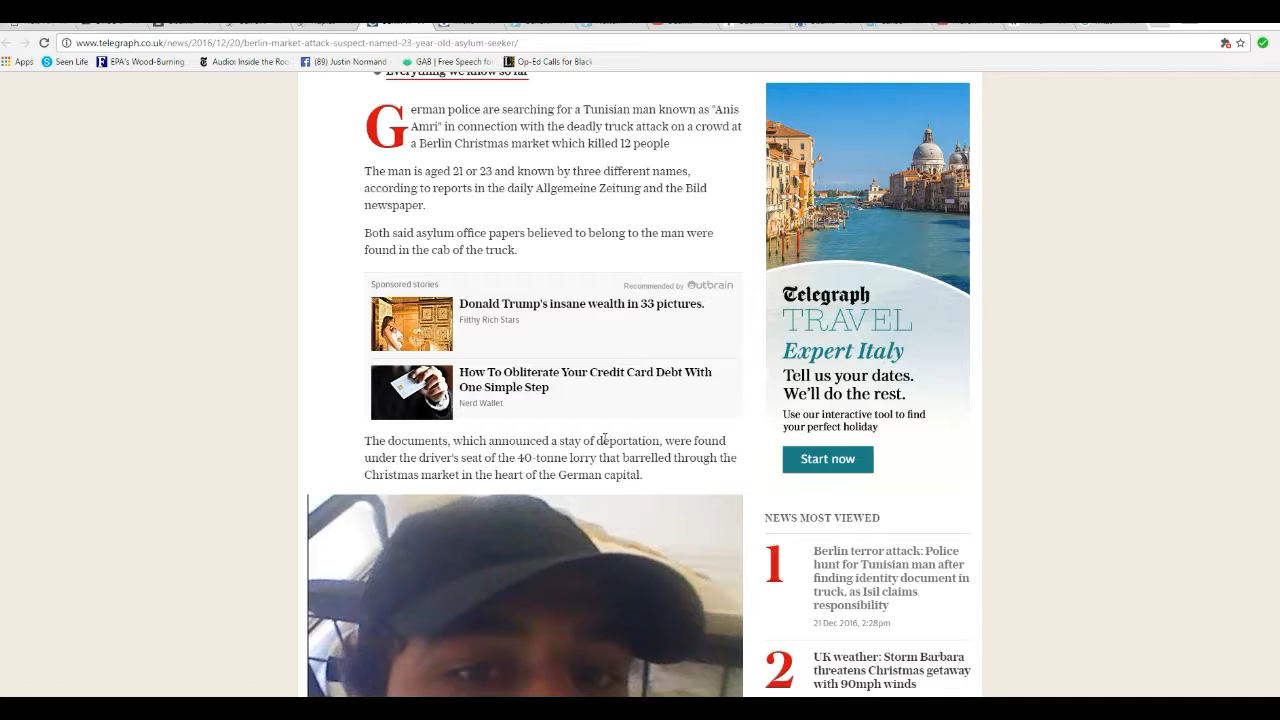 www.telegraph.co.uk/news/2016/12/20/berlin-market-attack-suspect-named-23-year-old-asylum-seeker/
Apps
Seen Life
EPA's Wood-Burning
Audio: Inside the Roo
(89) Justin Normand
GAB | Free Speech for
Op-Ed Calls for Black
Everything we know so far
German police are searching for a Tunisian man known as "Anis
Amri" in connection with the deadly truck attack on a crowd at
a Berlin Christmas market which killed 12 people
The man is aged 21 or 23 and known by three different names,
according to reports in the daily Allgemeine Zeitung and the Bild
newspaper.
Both said asylum office papers believed to belong to the man were
found in the cab of the truck.
Sponsored stories
Recommended by Outbrain
Donald Trump's insane wealth in 33 pictures.
Filthy Rich Stars
How To Obliterate Your Credit Card Debt With
One Simple Step
Nerd Wallet
The documents, which announced a stay of deportation, were found
under the driver's seat of the 40-tonne lorry that barrelled through the
Christmas market in the heart of the German capital.
Telegraph
TRAVEL
Expert Italy
Tell us your dates.
We'll do the rest.
Use our interactive tool to find
your perfect holiday
Start now
NEWS MOST VIEWED
1
Berlin terror attack: Police
hunt for Tunisian man after
finding identity document in
truck, as Isil claims
responsibility
21 Dec 2016, 2:28pm
2
UK weather: Storm Barbara
threatens Christmas getaway
with 90mph winds